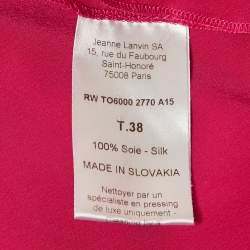 Jeanne Lanvin SA
15, rue du Faubourg
Saint-Honoré
75008 Paris
RW TO6000 2770 A15
T.38
100% Soie - Silk
MADE IN SLOVAKIA
Nettoyer par un
spécialiste en pressing
de luxe uniquement -